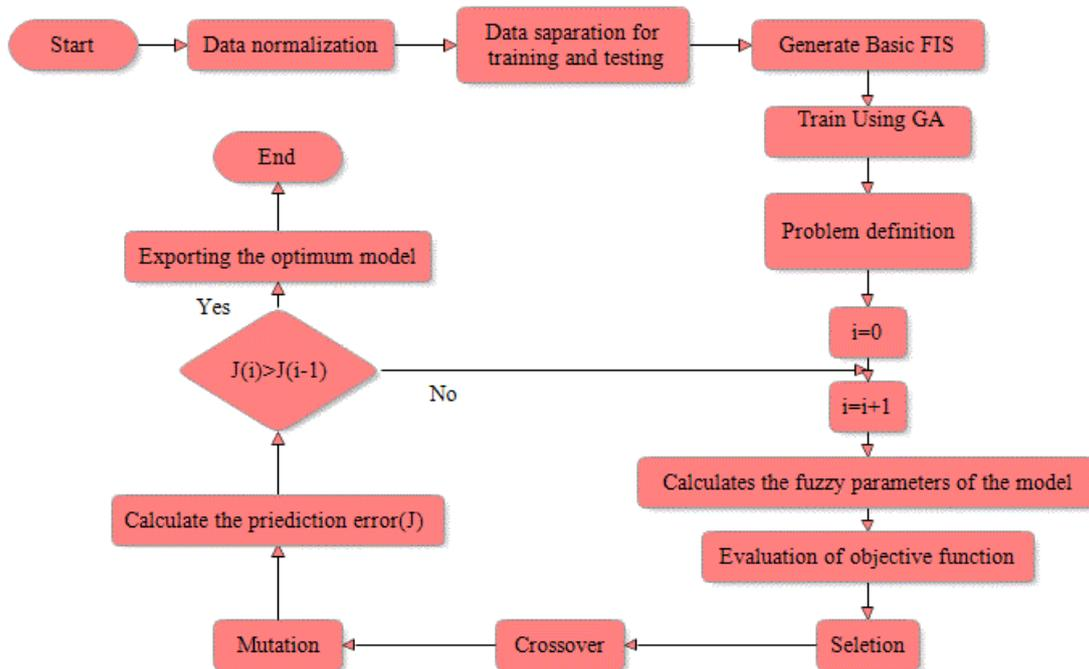 Start
Data normalization
Data saparation for
training and testing
Generate Basic FIS
Train Using GA
Problem definition
i=0
i=i+1
Calculates the fuzzy parameters of the model
Evaluation of objective function
Seletion
Crossover
Mutation
Calculate the priediction error(J)
J(i)>J(i-1)
No
Yes
Exporting the optimum model
End